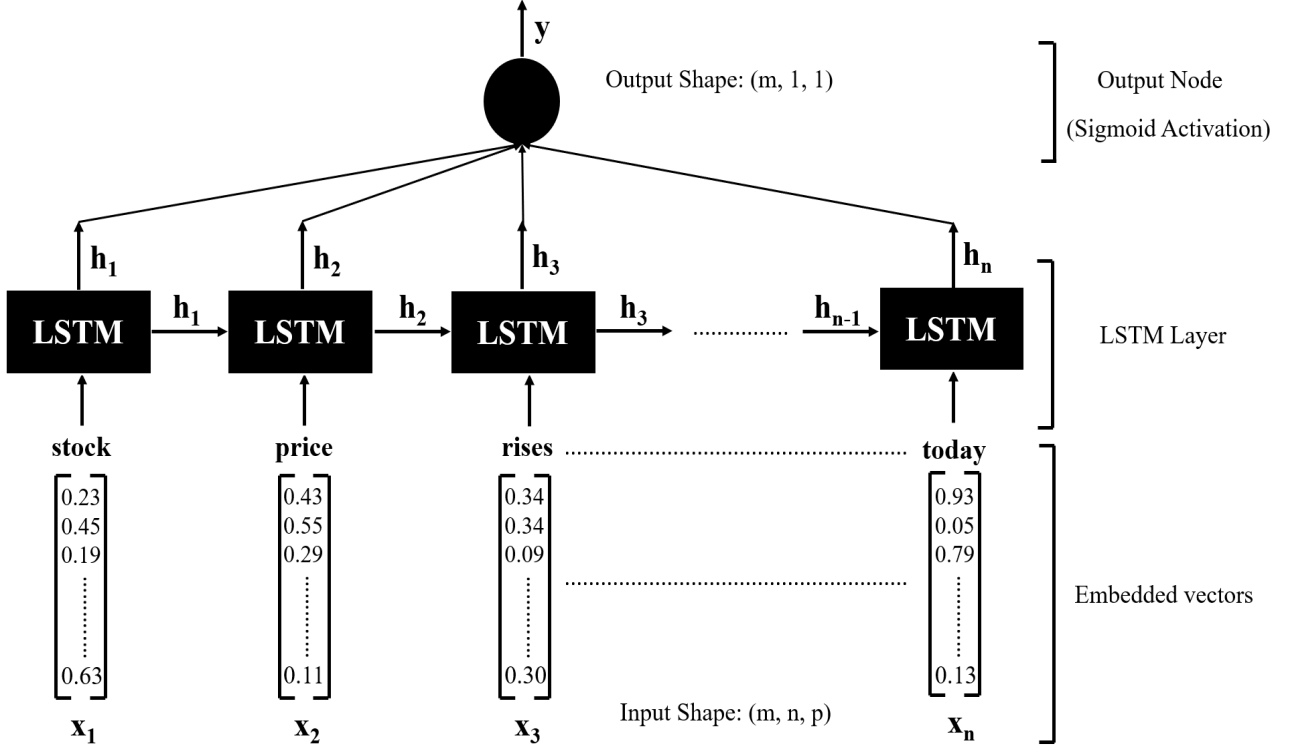 y
Output Shape: (m, 1, 1)
Output Node
(Sigmoid Activation)
h1 h2 h3 hn
LSTM h1 LSTM h2 LSTM h3 .................. hn-1 LSTM
LSTM Layer
stock price rises .................. today
0.23 0.43 0.34 0.93
0.45 0.55 0.34 0.05
0.19 0.29 0.09 0.79
Embedded vectors
0.63 0.11 0.30 0.13
Input Shape: (m, n, p)
x1 x2 x3 xn